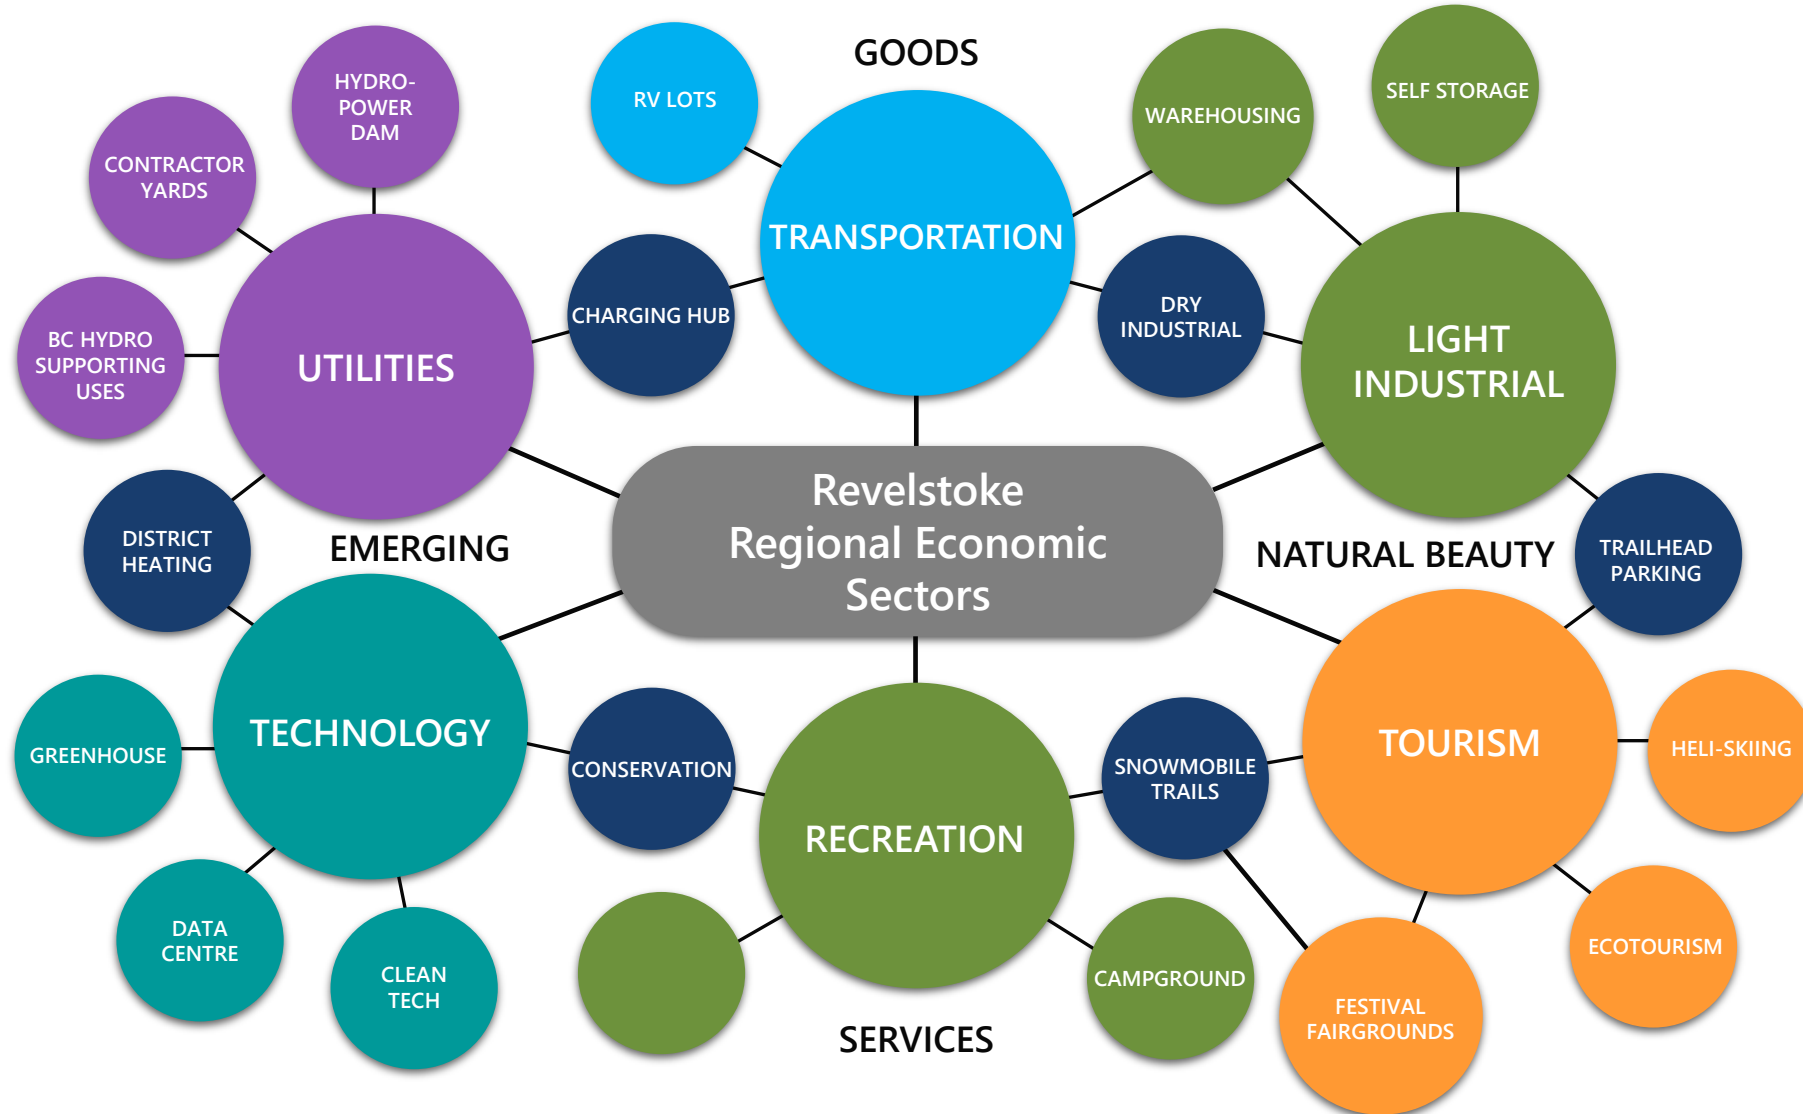 GOODS
HYDRO-
POWER
DAM
RV LOTS
WAREHOUSING
SELF STORAGE
CONTRACTOR
YARDS
TRANSPORTATION
CHARGING HUB
DRY
INDUSTRIAL
BC HYDRO
SUPPORTING
USES
UTILITIES
LIGHT
INDUSTRIAL
Revelstoke
Regional Economic
Sectors
DISTRICT
HEATING
EMERGING
NATURAL BEAUTY
TRAILHEAD
PARKING
TECHNOLOGY
GREENHOUSE
CONSERVATION
RECREATION
SNOWMOBILE
TRAILS
TOURISM
HELI-SKIING
DATA
CENTRE
CLEAN
TECH
CAMPGROUND
ECOTOURISM
FESTIVAL
FAIRGROUNDS
SERVICES